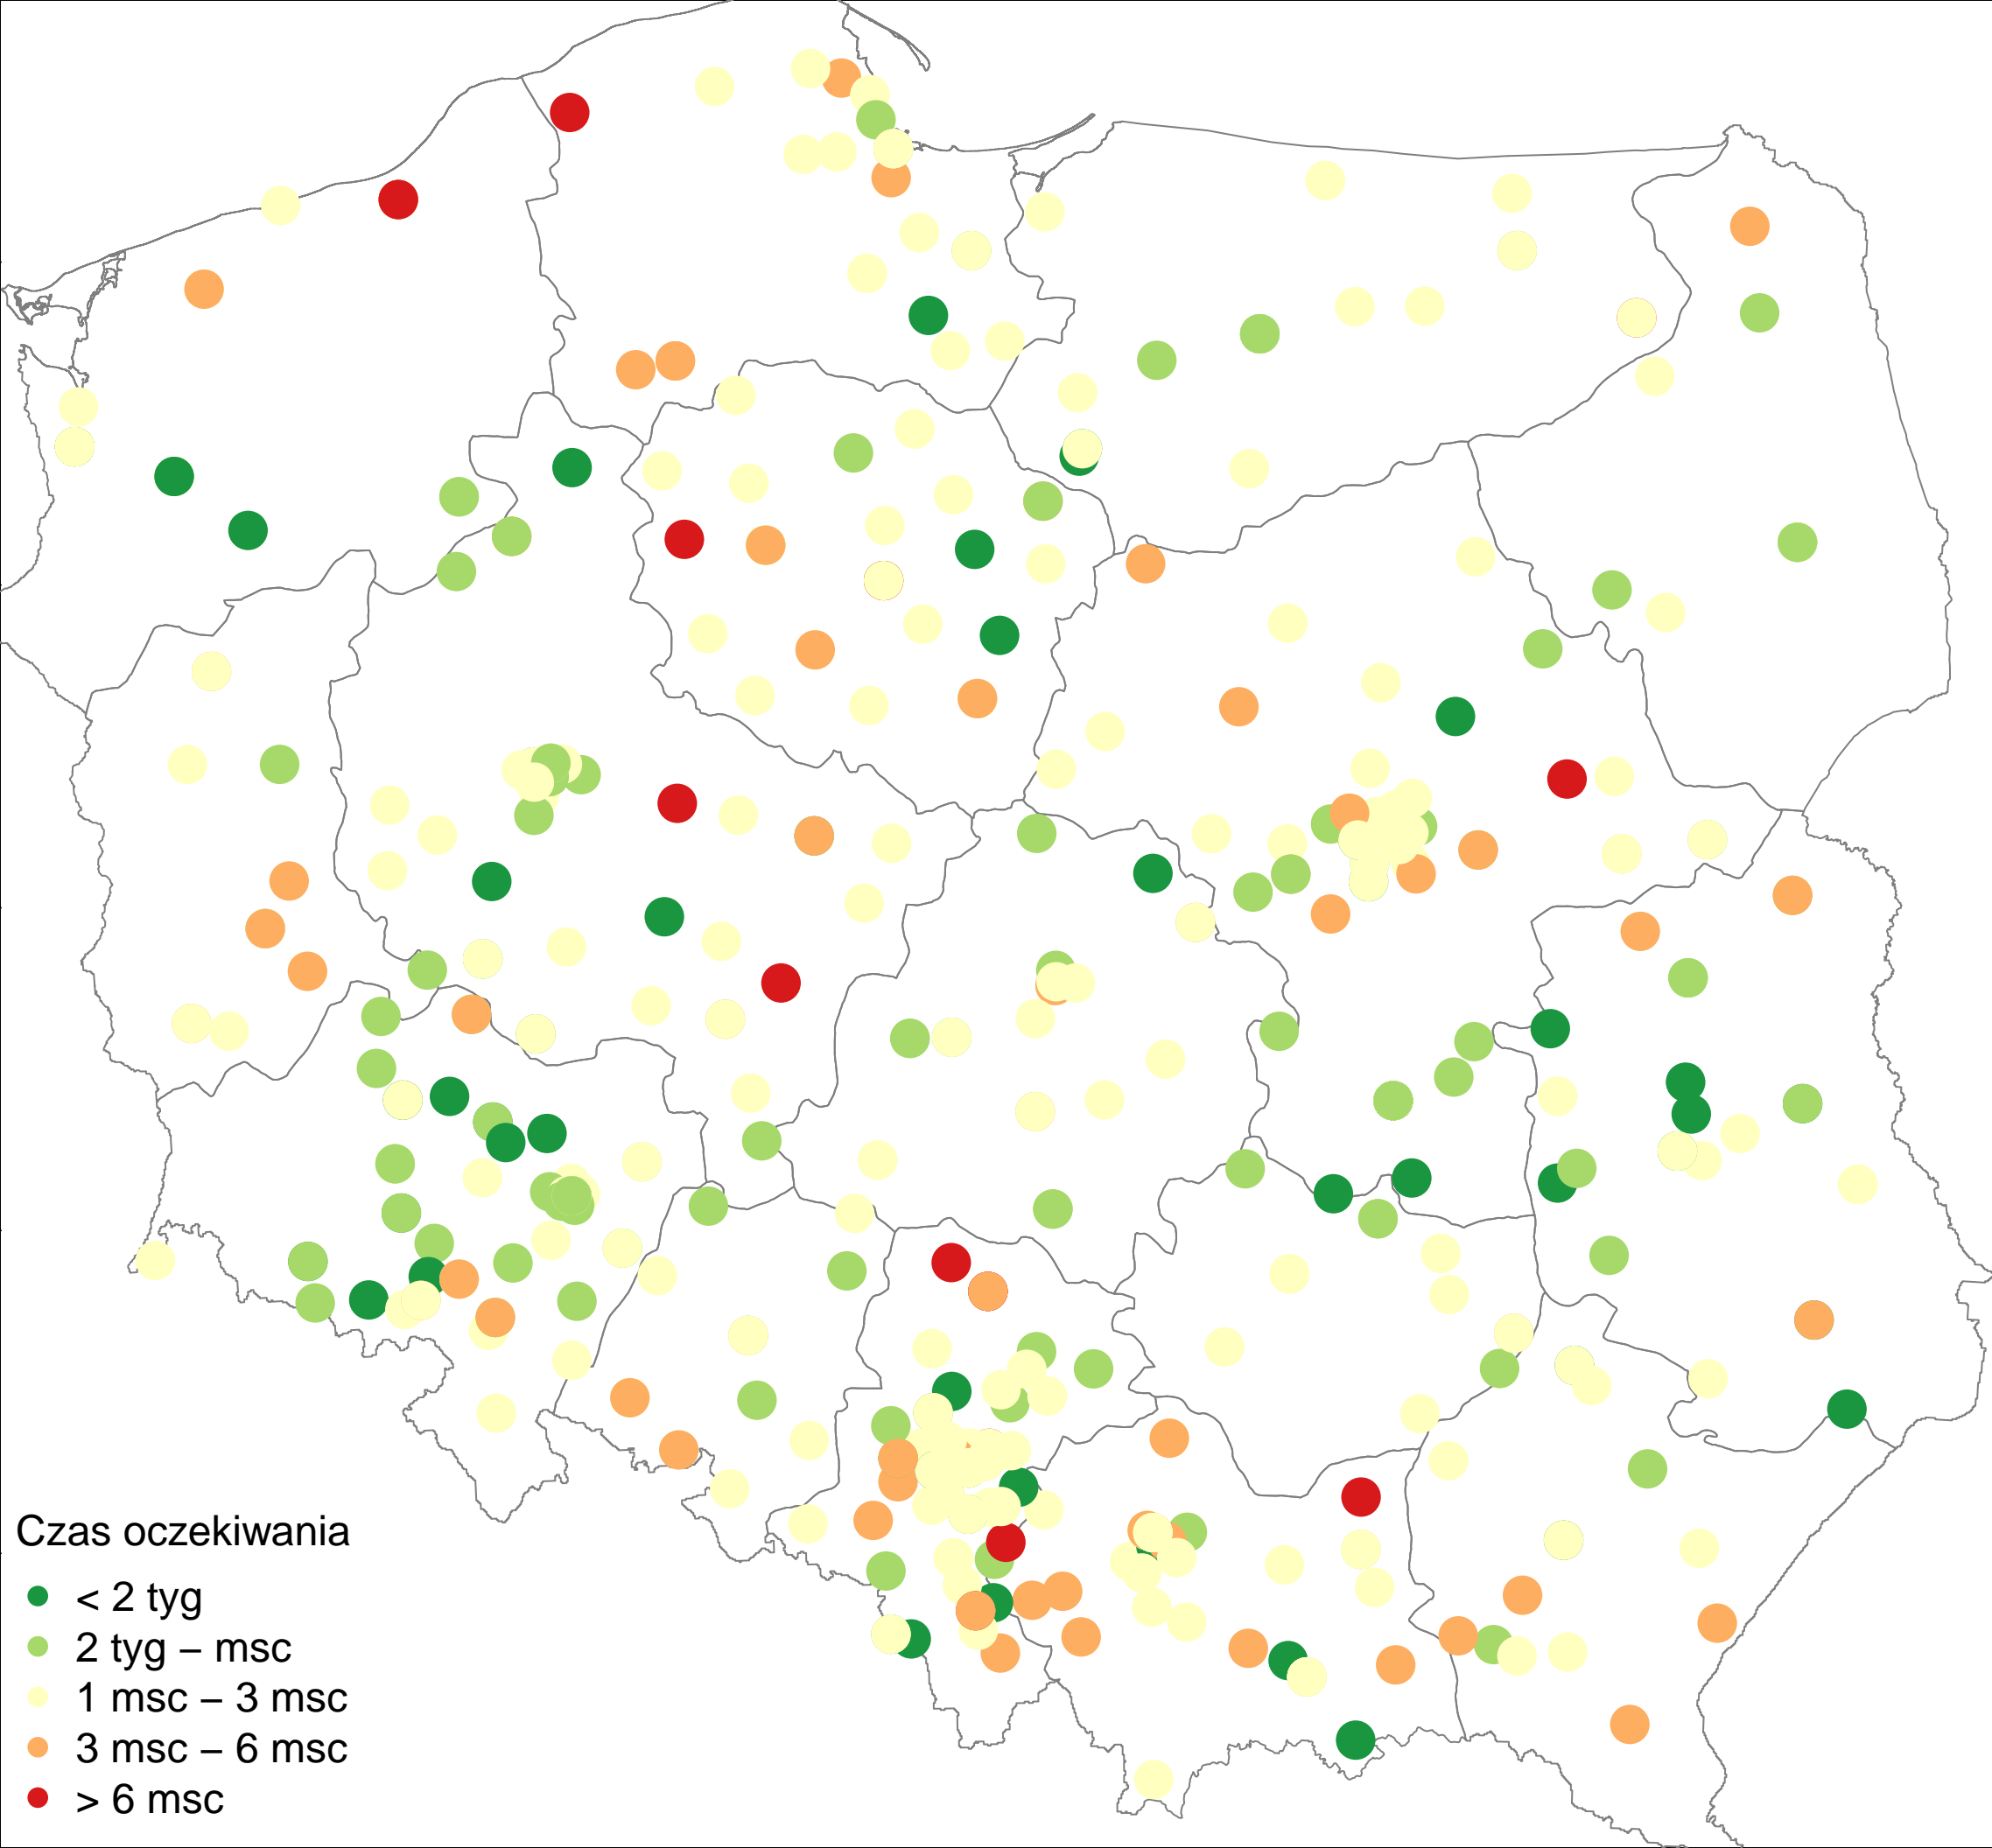 Czas oczekiwania
< 2 tyg
2 tyg – msc
1 msc – 3 msc
3 msc – 6 msc
> 6 msc